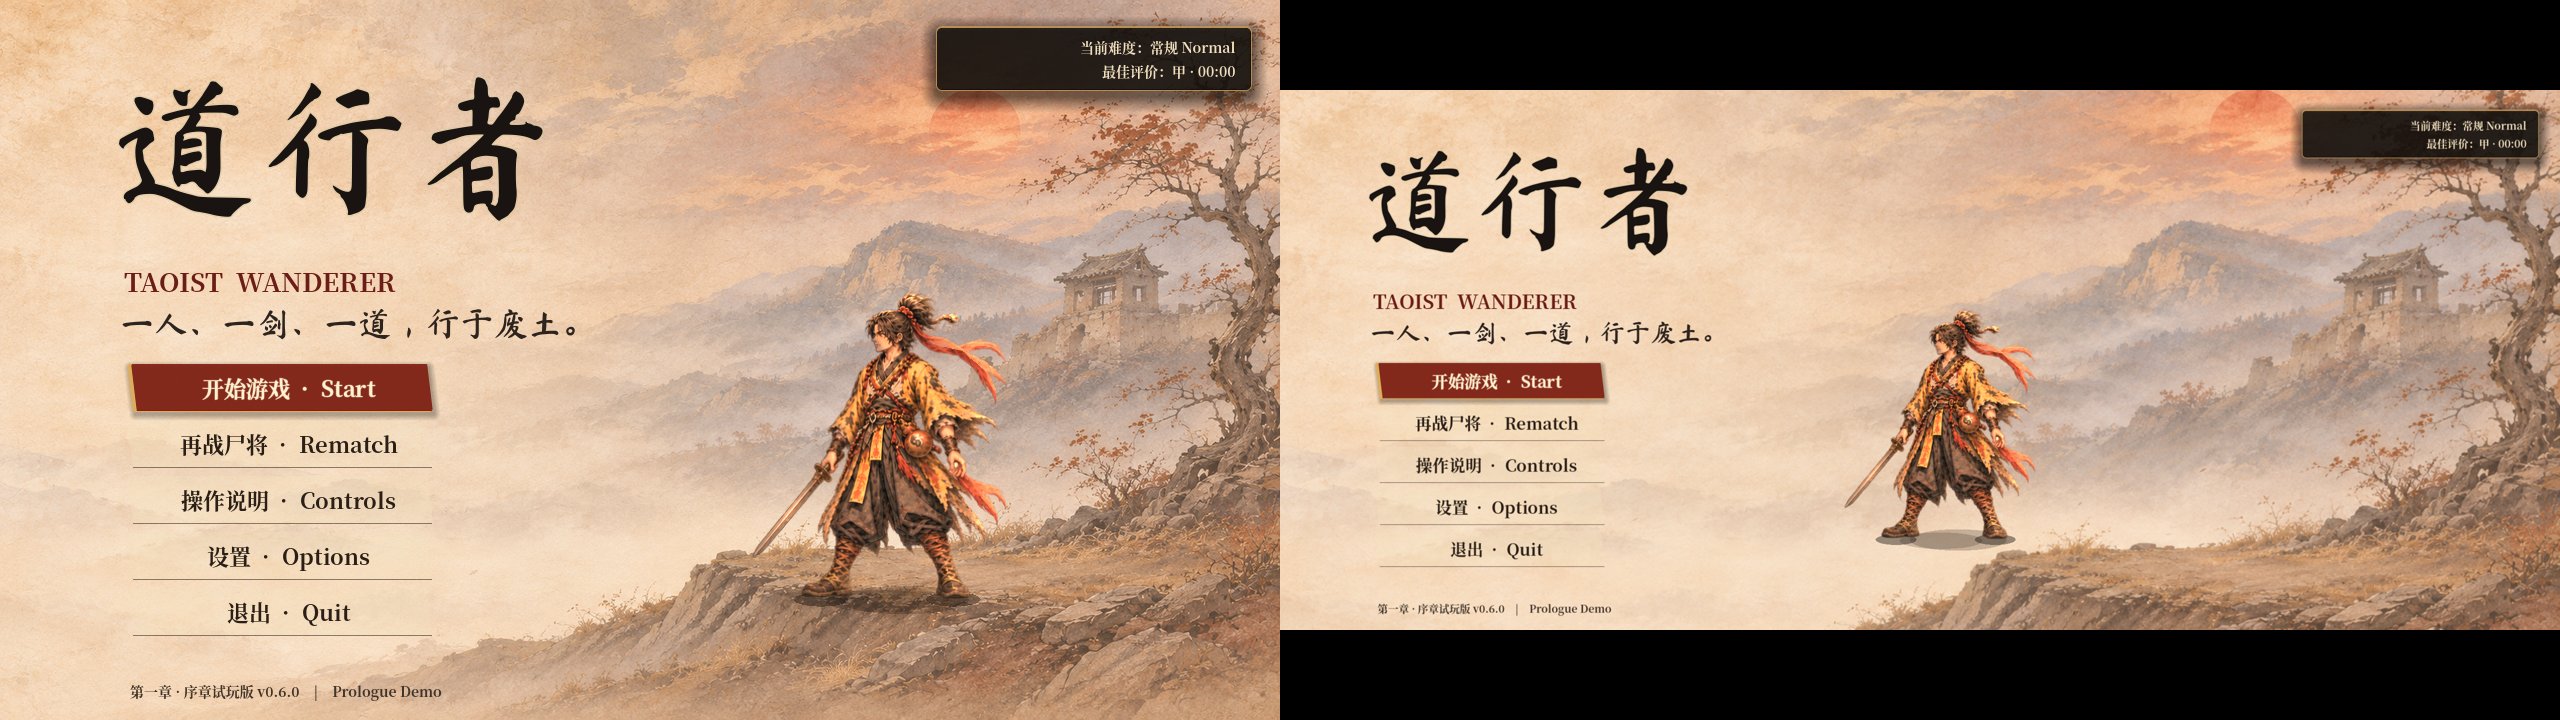 当前难度：常规 Normal
最佳评价：甲 · 00:00
道行者
TAOIST WANDERER
一人、一剑、一道，行于废土。
开始游戏 · Start
再战尸将 · Rematch
操作说明 · Controls
设置 · Options
退出 · Quit
第一章 · 序章试玩版 v0.6.0 | Prologue Demo
当前难度：常规 Normal
最佳评价：甲 · 00:00
道行者
TAOIST WANDERER
一人、一剑、一道，行于废土。
开始游戏 · Start
再战尸将 · Rematch
操作说明 · Controls
设置 · Options
退出 · Quit
第一章 · 序章试玩版 v0.6.0 | Prologue Demo